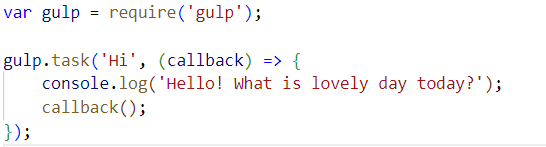 var gulp = require('gulp');
gulp.task('Hi', (callback) => {
console.log('Hello! What is lovely day today?');
callback();
});